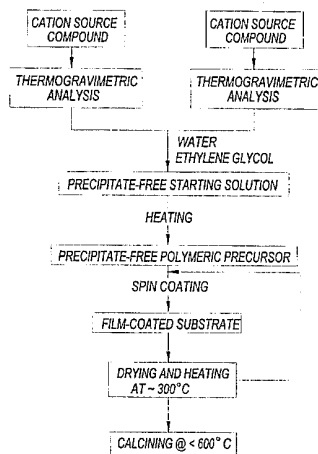 CATION SOURCE
COMPOUND
CATION SOURCE
COMPOUND
THERMOGRAVIMETRIC
ANALYSIS
THERMOGRAVIMETRIC
ANALYSIS
WATER
ETHYLENE GLYCOL
PRECIPITATE-FREE STARTING SOLUTION
HEATING
PRECIPITATE-FREE POLYMERIC PRECURSOR
SPIN COATING
FILM-COATED SUBSTRATE
DRYING AND HEATING
AT ~ 300°C
CALCINING @ < 600° C